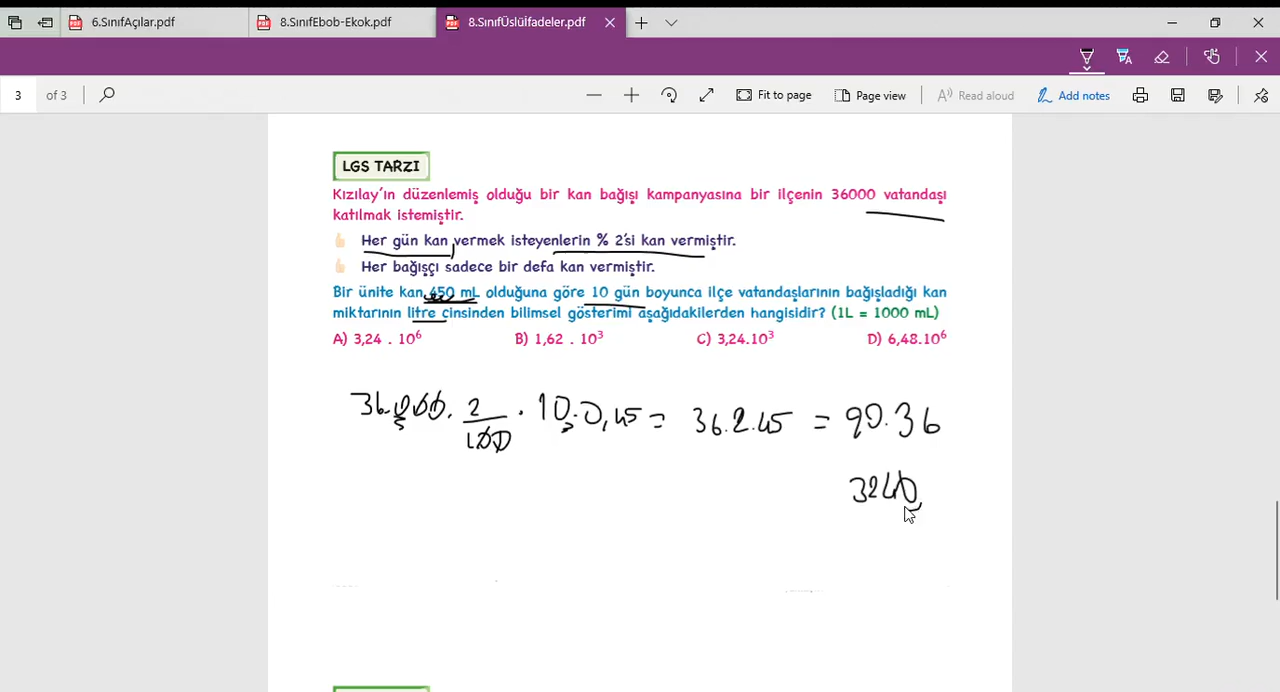 6.SınıfAçılar.pdf 8.SınıfEbob-Ekok.pdf 8.SınıfÜslüİfadeler.pdf
3 of 3 Fit to page Page view Read aloud Add notes
LGS TARZI
Kızılay'ın düzenlemiş olduğu bir kan bağışı kampanyasına bir ilçenin 36000 vatandaşı
katılmak istemiştir.
Her gün kan vermek isteyenlerin % 2'si kan vermiştir.
Her bağışçı sadece bir defa kan vermiştir.
Bir ünite kan 450 mL olduğuna göre 10 gün boyunca ilçe vatandaşlarının bağışladığı kan
miktarının litre cinsinden bilimsel gösterimi aşağıdakilerden hangisidir? (1L = 1000 mL)
A) 3,24 . 10⁶ B) 1,62 . 10³ C) 3,24.10³ D) 6,48.10⁶
36.000. 2/100 . 10.0,45 = 36.2.45 = 90.36
3240,